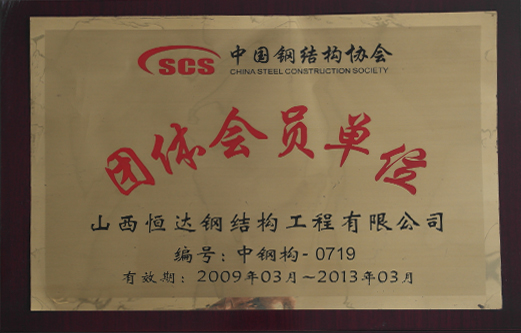 SCS 中国钢结构协会
CHINA STEEL CONSTRUCTION SOCIETY
团体会员单位
山西恒达钢结构工程有限公司
编号：中钢构-0719
有效期：2009年03月～2013年03月